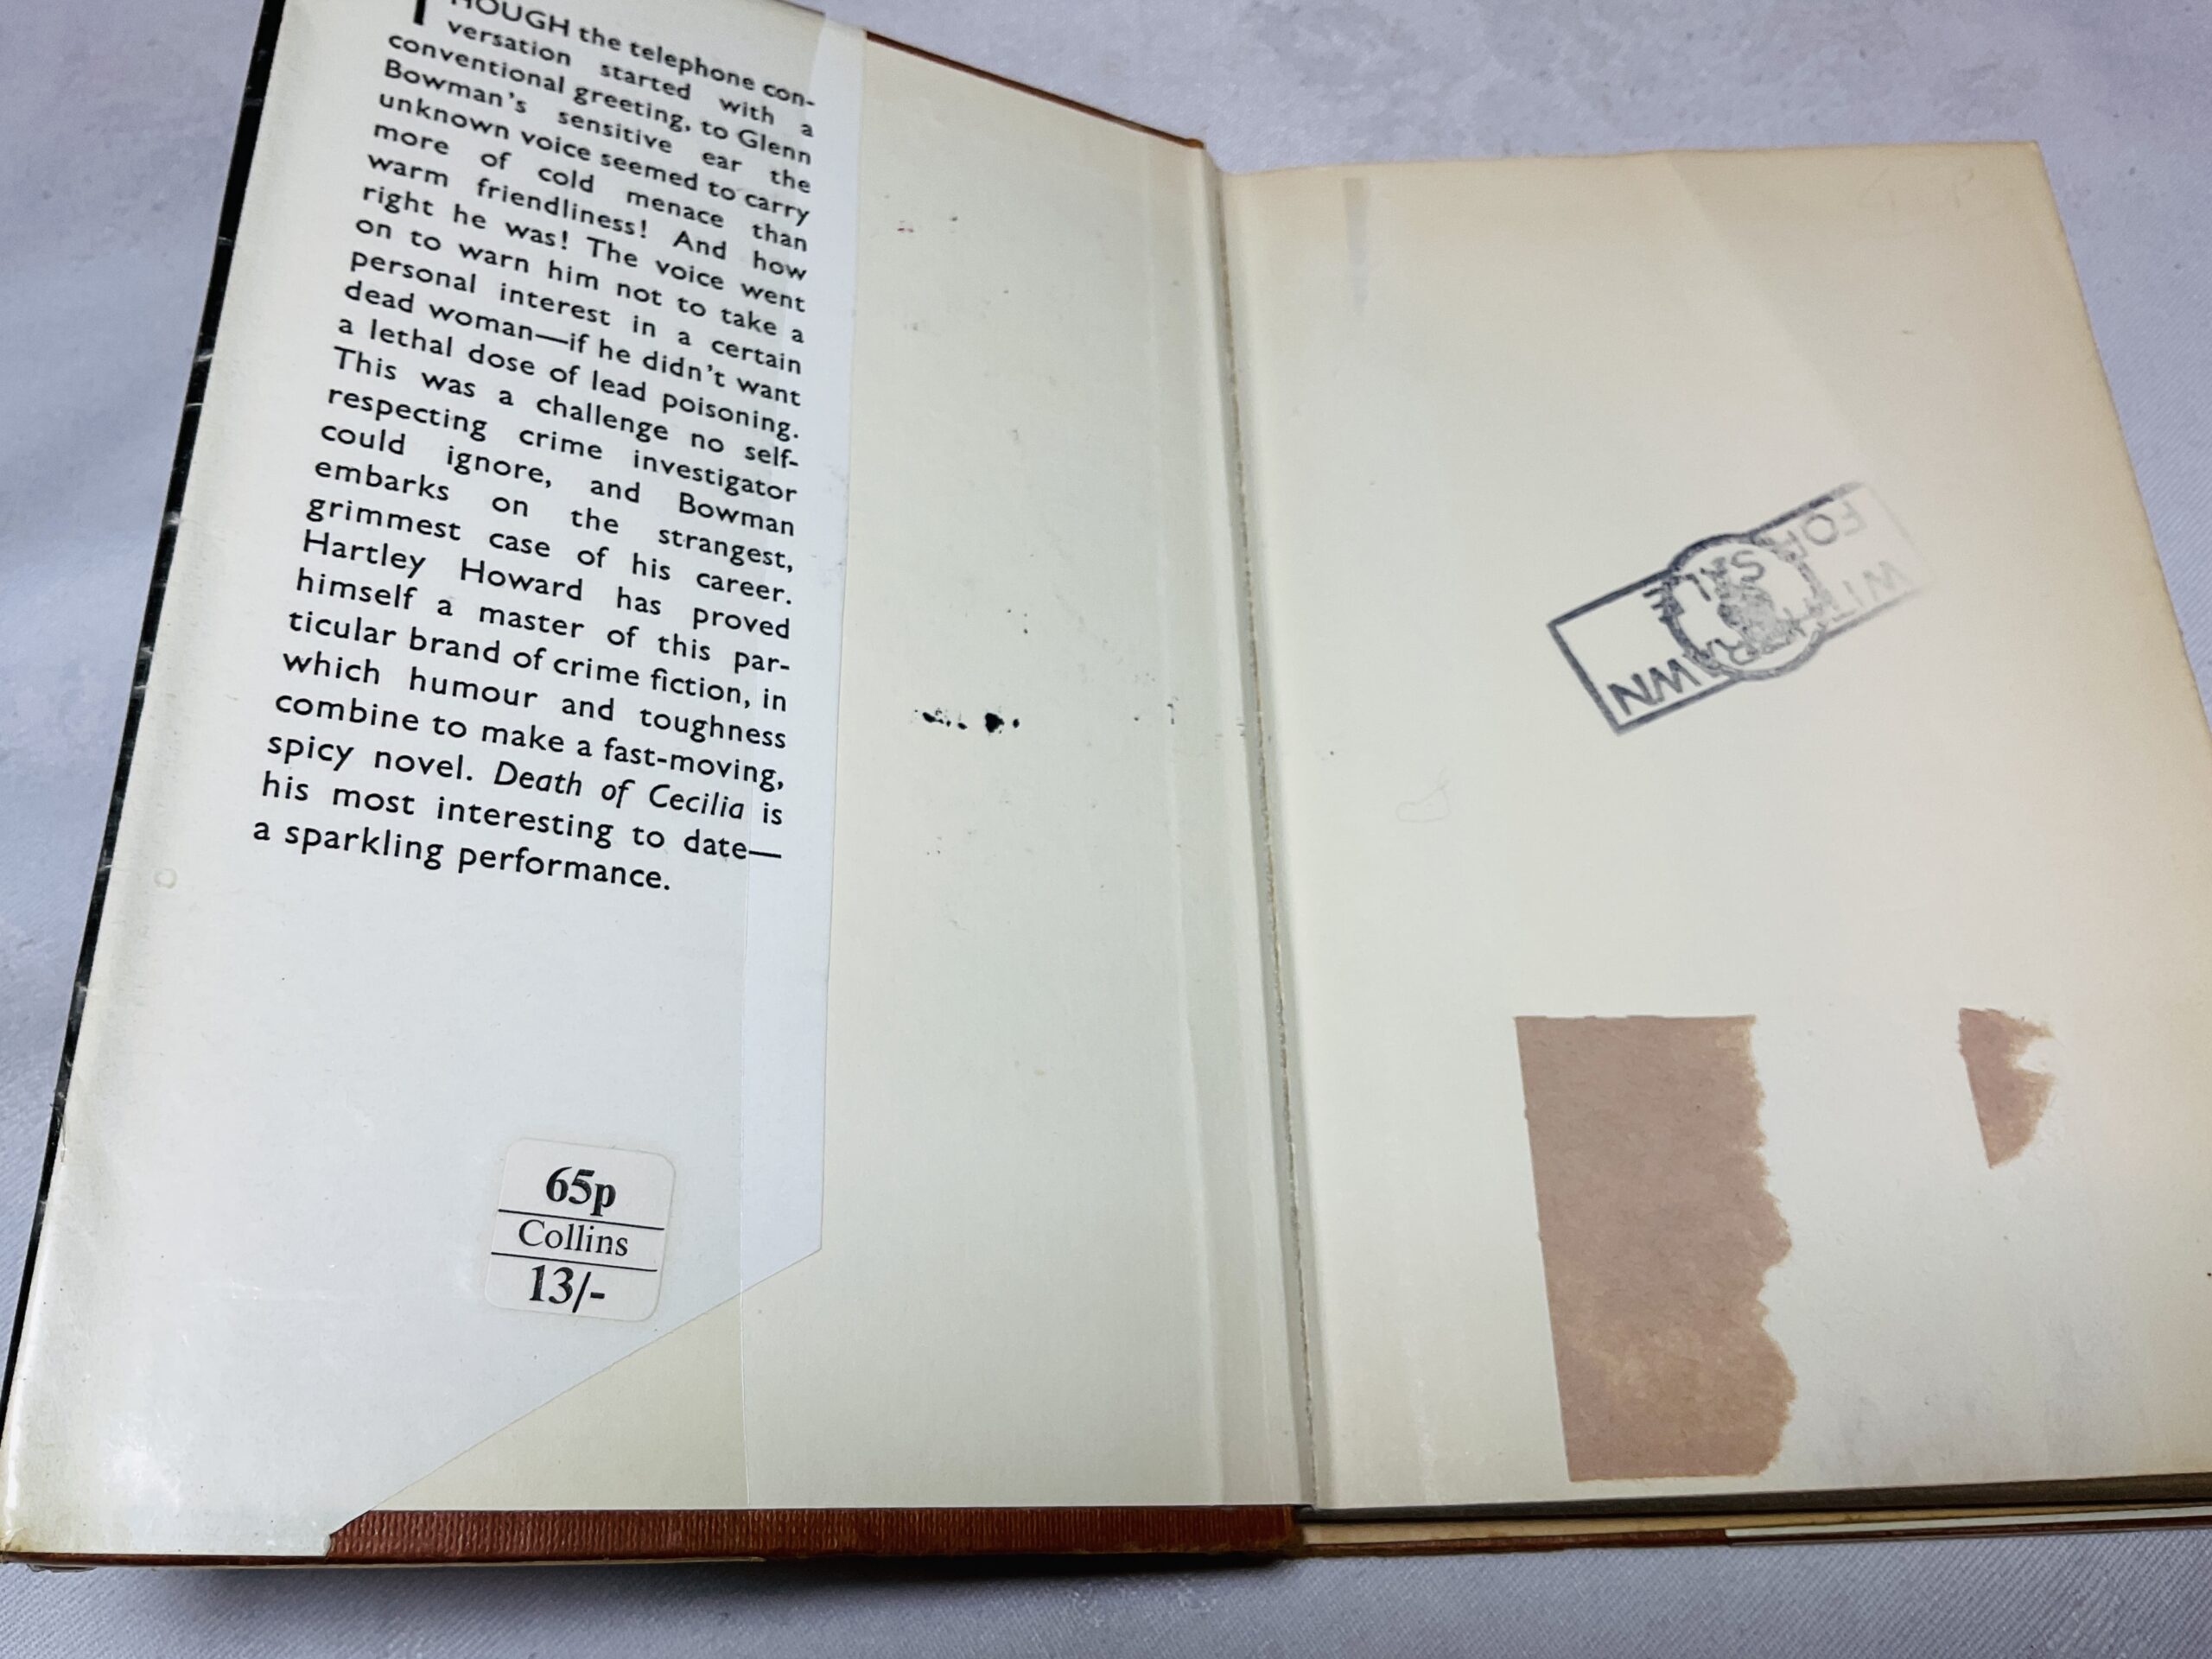 THOUGH the telephone con-
versation started with a
conventional greeting, to Glenn
Bowman's sensitive ear the
unknown voice seemed to carry
more of cold menace than
warm friendliness! And how
right he was! The voice went
on to warn him not to take a
personal interest in a certain
dead woman—if he didn't want
a lethal dose of lead poisoning.
This was a challenge no self-
respecting crime investigator
could ignore, and Bowman
embarks on the strangest,
grimmest case of his career.
Hartley Howard has proved
himself a master of this par-
ticular brand of crime fiction, in
which humour and toughness
combine to make a fast-moving,
spicy novel. Death of Cecilia is
his most interesting to date—
a sparkling performance.
65p
Collins
13/-
WITHDRAWN
FOR SALE